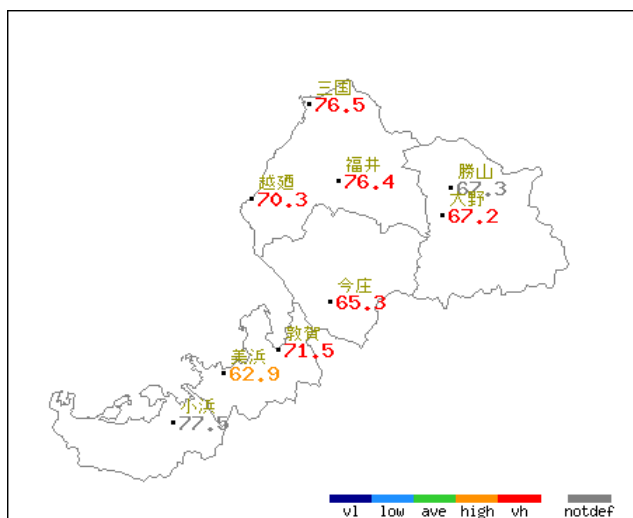 三国
76.5
福井
76.4
勝山
67.3
越廼
70.3
大野
67.2
今庄
65.3
敦賀
71.5
美浜
62.9
小浜
77.5
vl low ave high vh notdef